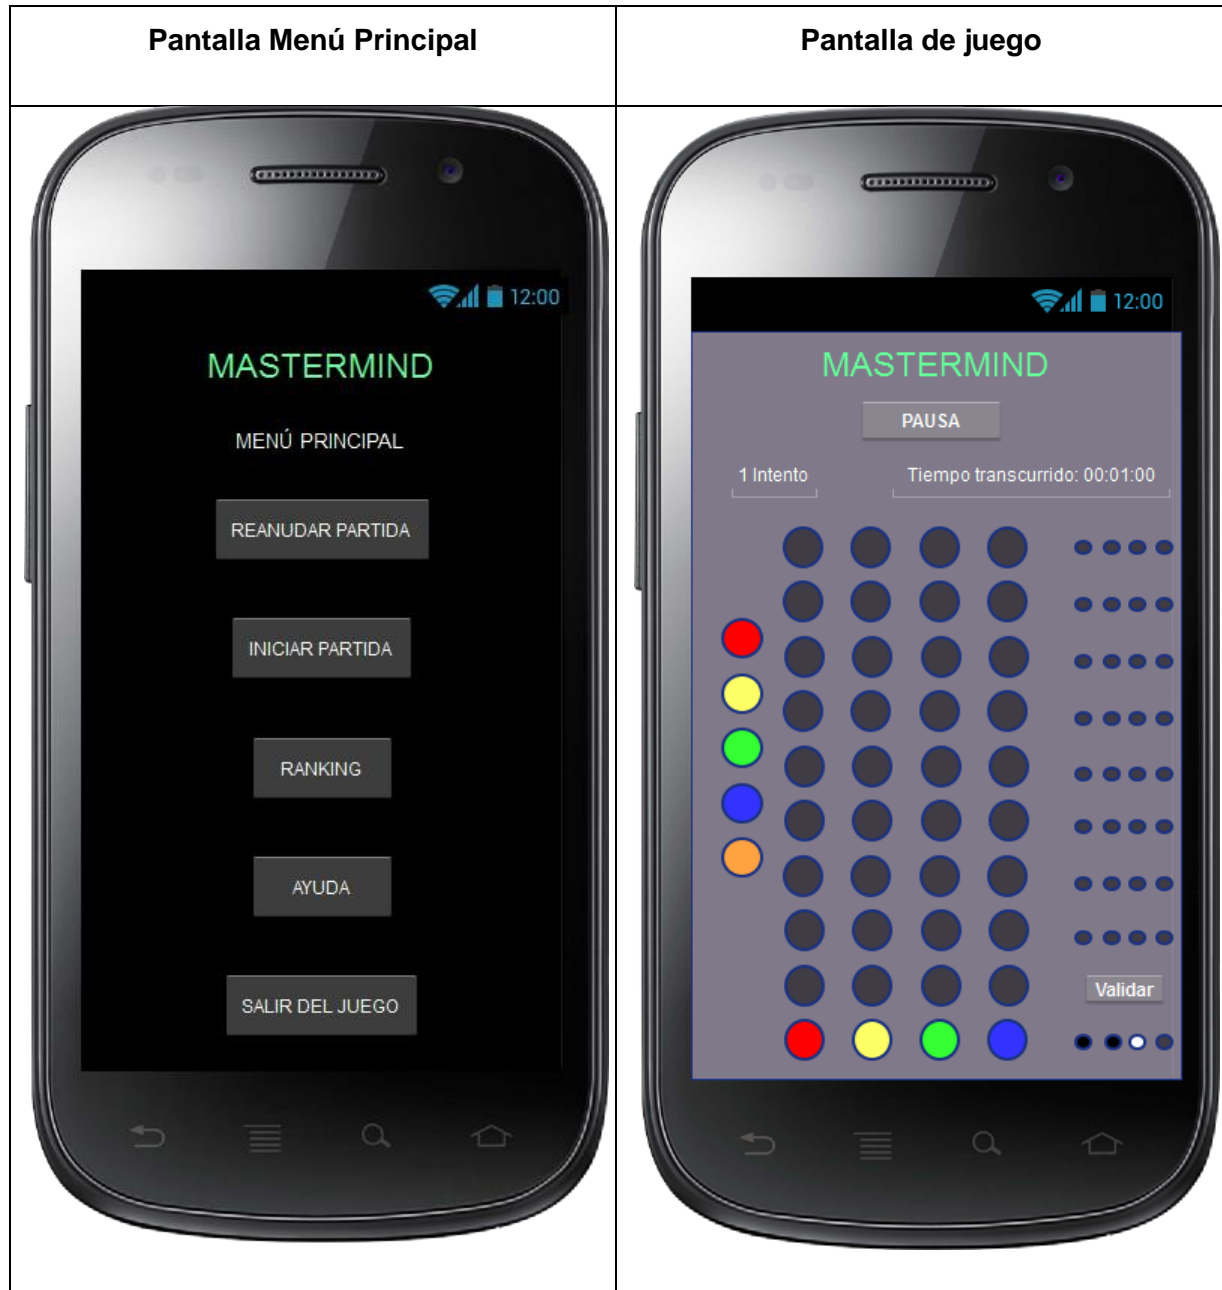 Pantalla Menú Principal
Pantalla de juego
12:00
MASTERMIND
MENÚ PRINCIPAL
REANUDAR PARTIDA
INICIAR PARTIDA
RANKING
AYUDA
SALIR DEL JUEGO
12:00
MASTERMIND
PAUSA
1 Intento
Tiempo transcurrido: 00:01:00
Validar